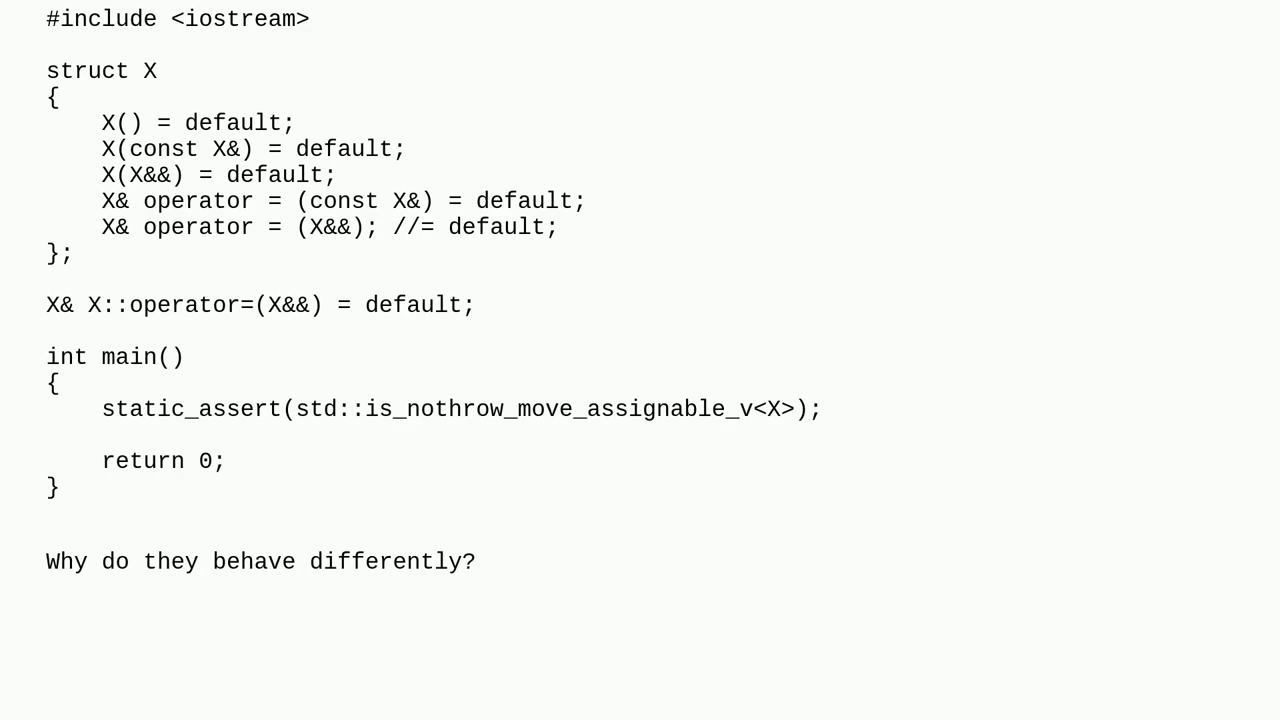 #include <iostream>
struct X
{
    X() = default;
    X(const X&) = default;
    X(X&&) = default;
    X& operator = (const X&) = default;
    X& operator = (X&&); //= default;
};
X& X::operator=(X&&) = default;
int main()
{
    static_assert(std::is_nothrow_move_assignable_v<X>);
    return 0;
}
Why do they behave differently?